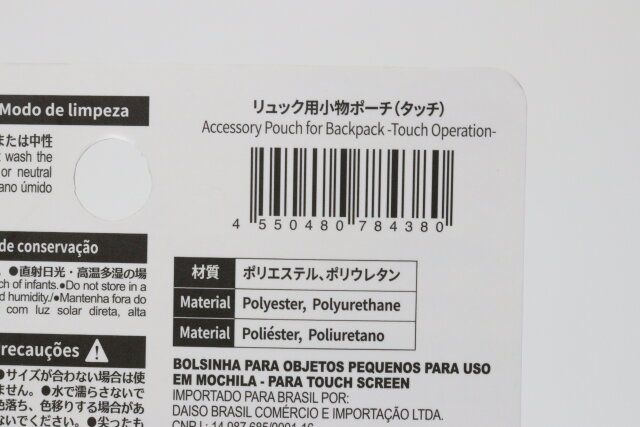 Modo de limpeza
または中性
wash the
or neutral
ano úmido
de conservação
●直射日光・高温多湿の場
ch of infants.●Do not store in a
d humidity./●Mantenha fora do
com luz solar direta, alta
recauções
●サイズが合わない場合は使
ません。●水で濡らさないで
色落ち、色移りする場合があ
ないでください。●尖ったも
リュック用小物ポーチ（タッチ）
Accessory Pouch for Backpack -Touch Operation-
4 550480 784380
材質 ポリエステル、ポリウレタン
Material Polyester, Polyurethane
Material Poliéster, Poliuretano
BOLSINHA PARA OBJETOS PEQUENOS PARA USO
EM MOCHILA - PARA TOUCH SCREEN
IMPORTADO PARA BRASIL POR:
DAISO BRASIL COMÉRCIO E IMPORTAÇÃO LTDA.
CNPJ: 14.987.685/0001-16